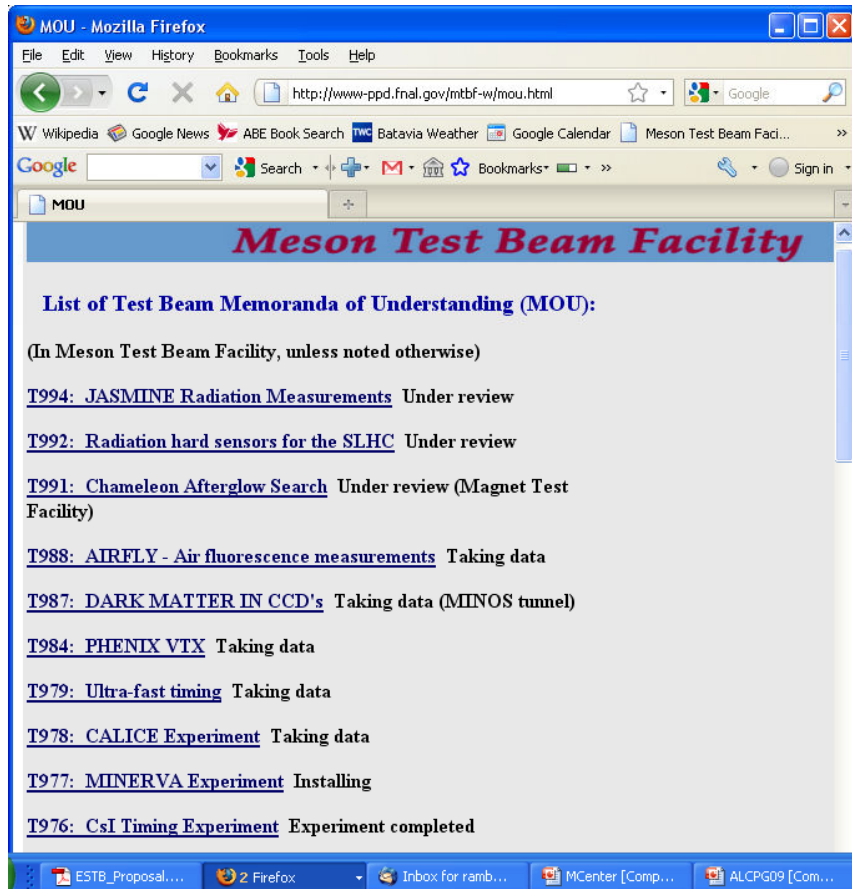 MOU - Mozilla Firefox
File Edit View History Bookmarks Tools Help
http://www-ppd.fnal.gov/mtbf-w/mou.html Google
W Wikipedia Google News ABE Book Search TWC Batavia Weather Google Calendar Meson Test Beam Faci... »
Google Search Bookmarks » Sign in
MOU
Meson Test Beam Facility
List of Test Beam Memoranda of Understanding (MOU):
(In Meson Test Beam Facility, unless noted otherwise)
T994: JASMINE Radiation Measurements Under review
T992: Radiation hard sensors for the SLHC Under review
T991: Chameleon Afterglow Search Under review (Magnet Test
Facility)
T988: AIRFLY - Air fluorescence measurements Taking data
T987: DARK MATTER IN CCD's Taking data (MINOS tunnel)
T984: PHENIX VTX Taking data
T979: Ultra-fast timing Taking data
T978: CALICE Experiment Taking data
T977: MINERVA Experiment Installing
T976: CsI Timing Experiment Experiment completed
ESTB_Proposal.... 2 Firefox Inbox for ramb... MCenter [Comp... ALCPG09 [Com...